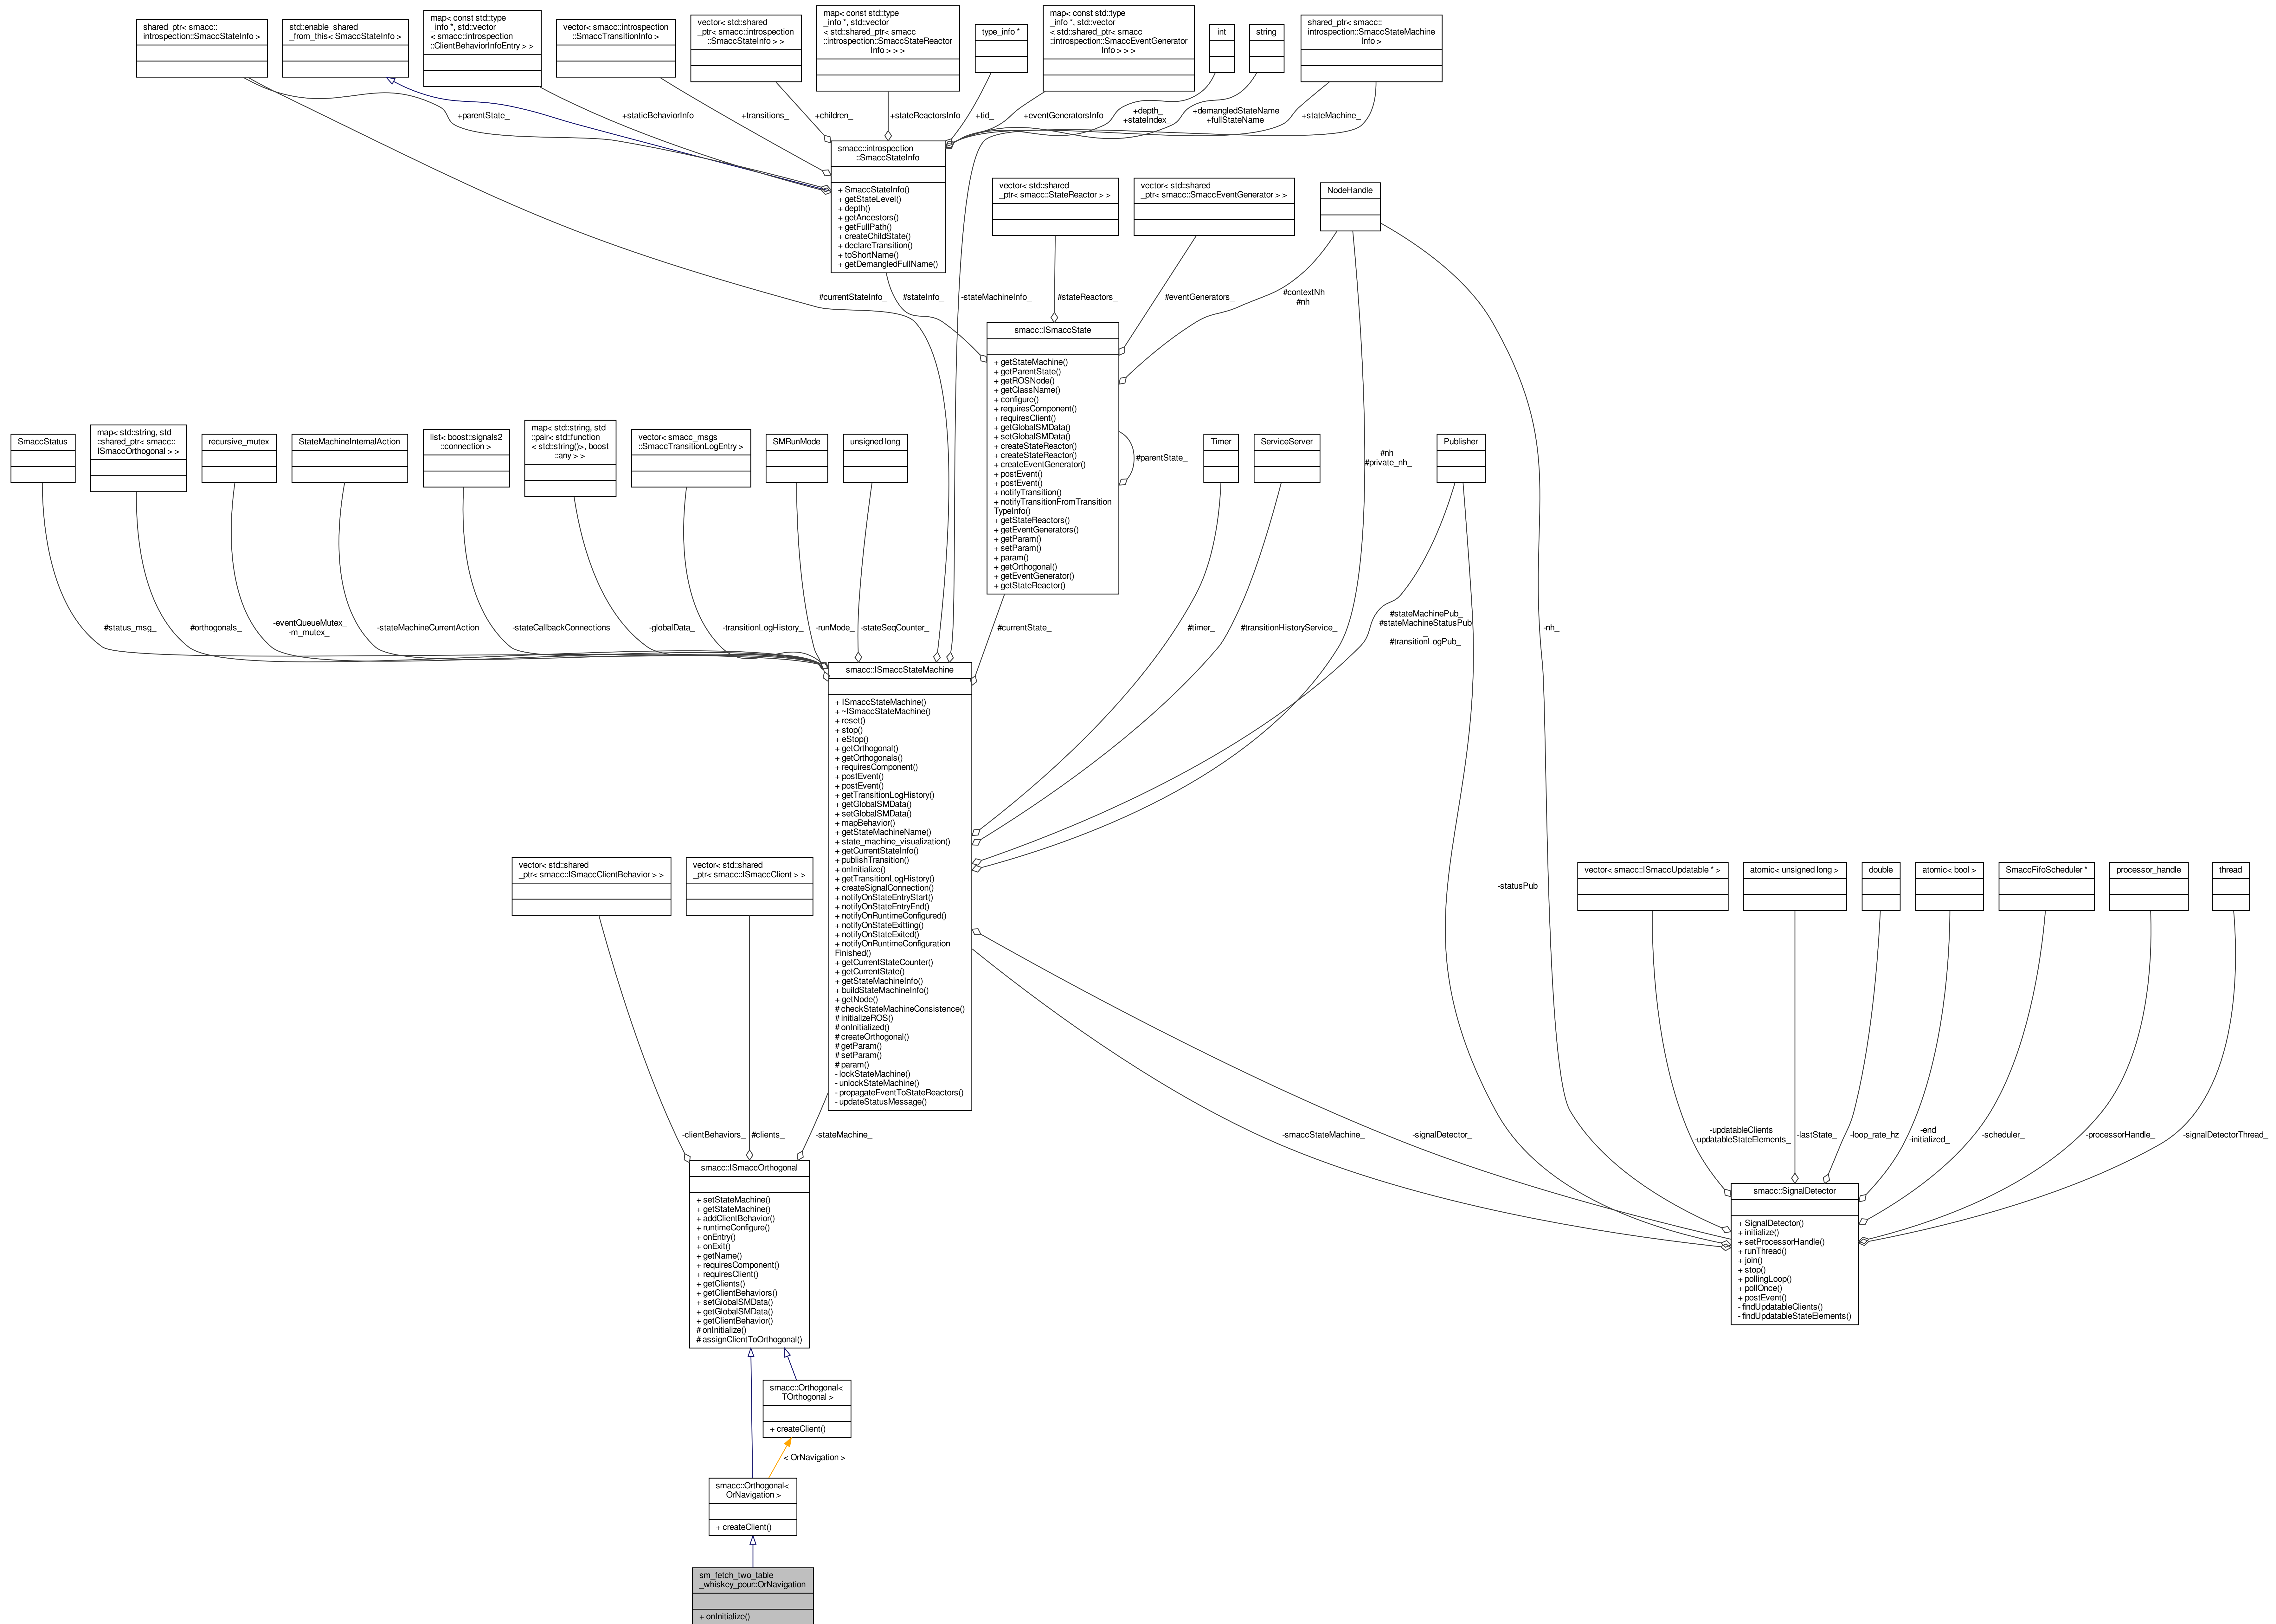 shared_ptr< smacc::
introspection::SmaccStateInfo >
std::enable_shared
_from_this< SmaccStateInfo >
map< const std::type
_info *, std::vector
< smacc::introspection
::ClientBehaviorInfoEntry > >
vector< smacc::introspection
::SmaccTransitionInfo >
vector< std::shared
_ptr< smacc::introspection
::SmaccStateInfo > >
map< const std::type
_info *, std::vector
< std::shared_ptr< smacc
::introspection::SmaccStateReactor
Info > > >
type_info *
map< const std::type
_info *, std::vector
< std::shared_ptr< smacc
::introspection::SmaccEventGenerator
Info > > >
int
string
shared_ptr< smacc::
introspection::SmaccStateMachine
Info >
+parentState_
+staticBehaviorInfo
+transitions_
+children_
+stateReactorsInfo
+tid_
+eventGeneratorsInfo
+depth_
+stateIndex_
+demangledStateName
+fullStateName
+stateMachine_
smacc::introspection
::SmaccStateInfo
+ SmaccStateInfo()
+ getStateLevel()
+ depth()
+ getAncestors()
+ getFullPath()
+ createChildState()
+ declareTransition()
+ toShortName()
+ getDemangledFullName()
vector< std::shared
_ptr< smacc::StateReactor > >
vector< std::shared
_ptr< smacc::SmaccEventGenerator > >
NodeHandle
#currentStateInfo_
#stateInfo_
-stateMachineInfo_
#stateReactors_
#eventGenerators_
#contextNh
#nh
smacc::ISmaccState
+ getStateMachine()
+ getParentState()
+ getROSNode()
+ getClassName()
+ configure()
+ requiresComponent()
+ requiresClient()
+ getGlobalSMData()
+ setGlobalSMData()
+ createStateReactor()
+ createStateReactor()
+ createEventGenerator()
+ postEvent()
+ postEvent()
+ notifyTransition()
+ notifyTransitionFromTransition
TypeInfo()
+ getStateReactors()
+ getEventGenerators()
+ getParam()
+ setParam()
+ param()
+ getOrthogonal()
+ getEventGenerator()
+ getStateReactor()
#parentState_
SmaccStatus
map< std::string, std
::shared_ptr< smacc::
ISmaccOrthogonal > >
recursive_mutex
StateMachineInternalAction
list< boost::signals2
::connection >
map< std::string, std
::pair< std::function
< std::string()>, boost
::any > >
vector< smacc_msgs
::SmaccTransitionLogEntry >
SMRunMode
unsigned long
Timer
ServiceServer
#nh_
#private_nh_
Publisher
#status_msg_
#orthogonals_
-eventQueueMutex_
-m_mutex_
-stateMachineCurrentAction
-stateCallbackConnections
-globalData_
-transitionLogHistory_
-runMode_
-stateSeqCounter_
#currentState_
#timer_
#transitionHistoryService_
#stateMachinePub_
#stateMachineStatusPub
_
#transitionLogPub_
-nh_
smacc::ISmaccStateMachine
+ ISmaccStateMachine()
+ ~ISmaccStateMachine()
+ reset()
+ stop()
+ eStop()
+ getOrthogonal()
+ getOrthogonals()
+ requiresComponent()
+ postEvent()
+ postEvent()
+ getTransitionLogHistory()
+ getGlobalSMData()
+ setGlobalSMData()
+ mapBehavior()
+ getStateMachineName()
+ state_machine_visualization()
+ getCurrentStateInfo()
+ publishTransition()
+ onInitialize()
+ getTransitionLogHistory()
+ createSignalConnection()
+ notifyOnStateEntryStart()
+ notifyOnStateEntryEnd()
+ notifyOnRuntimeConfigured()
+ notifyOnStateExitting()
+ notifyOnStateExited()
+ notifyOnRuntimeConfiguration
Finished()
+ getCurrentStateCounter()
+ getCurrentState()
+ getStateMachineInfo()
+ buildStateMachineInfo()
+ getNode()
# checkStateMachineConsistence()
# initializeROS()
# onInitialized()
# createOrthogonal()
# getParam()
# setParam()
# param()
- lockStateMachine()
- unlockStateMachine()
- propagateEventToStateReactors()
- updateStatusMessage()
vector< std::shared
_ptr< smacc::ISmaccClientBehavior > >
vector< std::shared
_ptr< smacc::ISmaccClient > >
-statusPub_
vector< smacc::ISmaccUpdatable * >
atomic< unsigned long >
double
atomic< bool >
SmaccFifoScheduler *
processor_handle
thread
-clientBehaviors_
#clients_
-stateMachine_
-smaccStateMachine_
-signalDetector_
-updatableClients_
-updatableStateElements_
-lastState_
-loop_rate_hz
-end_
-initialized_
-scheduler_
-processorHandle_
-signalDetectorThread_
smacc::ISmaccOrthogonal
+ setStateMachine()
+ getStateMachine()
+ addClientBehavior()
+ runtimeConfigure()
+ onEntry()
+ onExit()
+ getName()
+ requiresComponent()
+ requiresClient()
+ getClients()
+ getClientBehaviors()
+ setGlobalSMData()
+ getGlobalSMData()
+ getClientBehavior()
# onInitialize()
# assignClientToOrthogonal()
smacc::SignalDetector
+ SignalDetector()
+ initialize()
+ setProcessorHandle()
+ runThread()
+ join()
+ stop()
+ pollingLoop()
+ pollOnce()
+ postEvent()
- findUpdatableClients()
- findUpdatableStateElements()
smacc::Orthogonal<
TOrthogonal >
+ createClient()
< OrNavigation >
smacc::Orthogonal<
OrNavigation >
+ createClient()
sm_fetch_two_table
_whiskey_pour::OrNavigation
+ onInitialize()